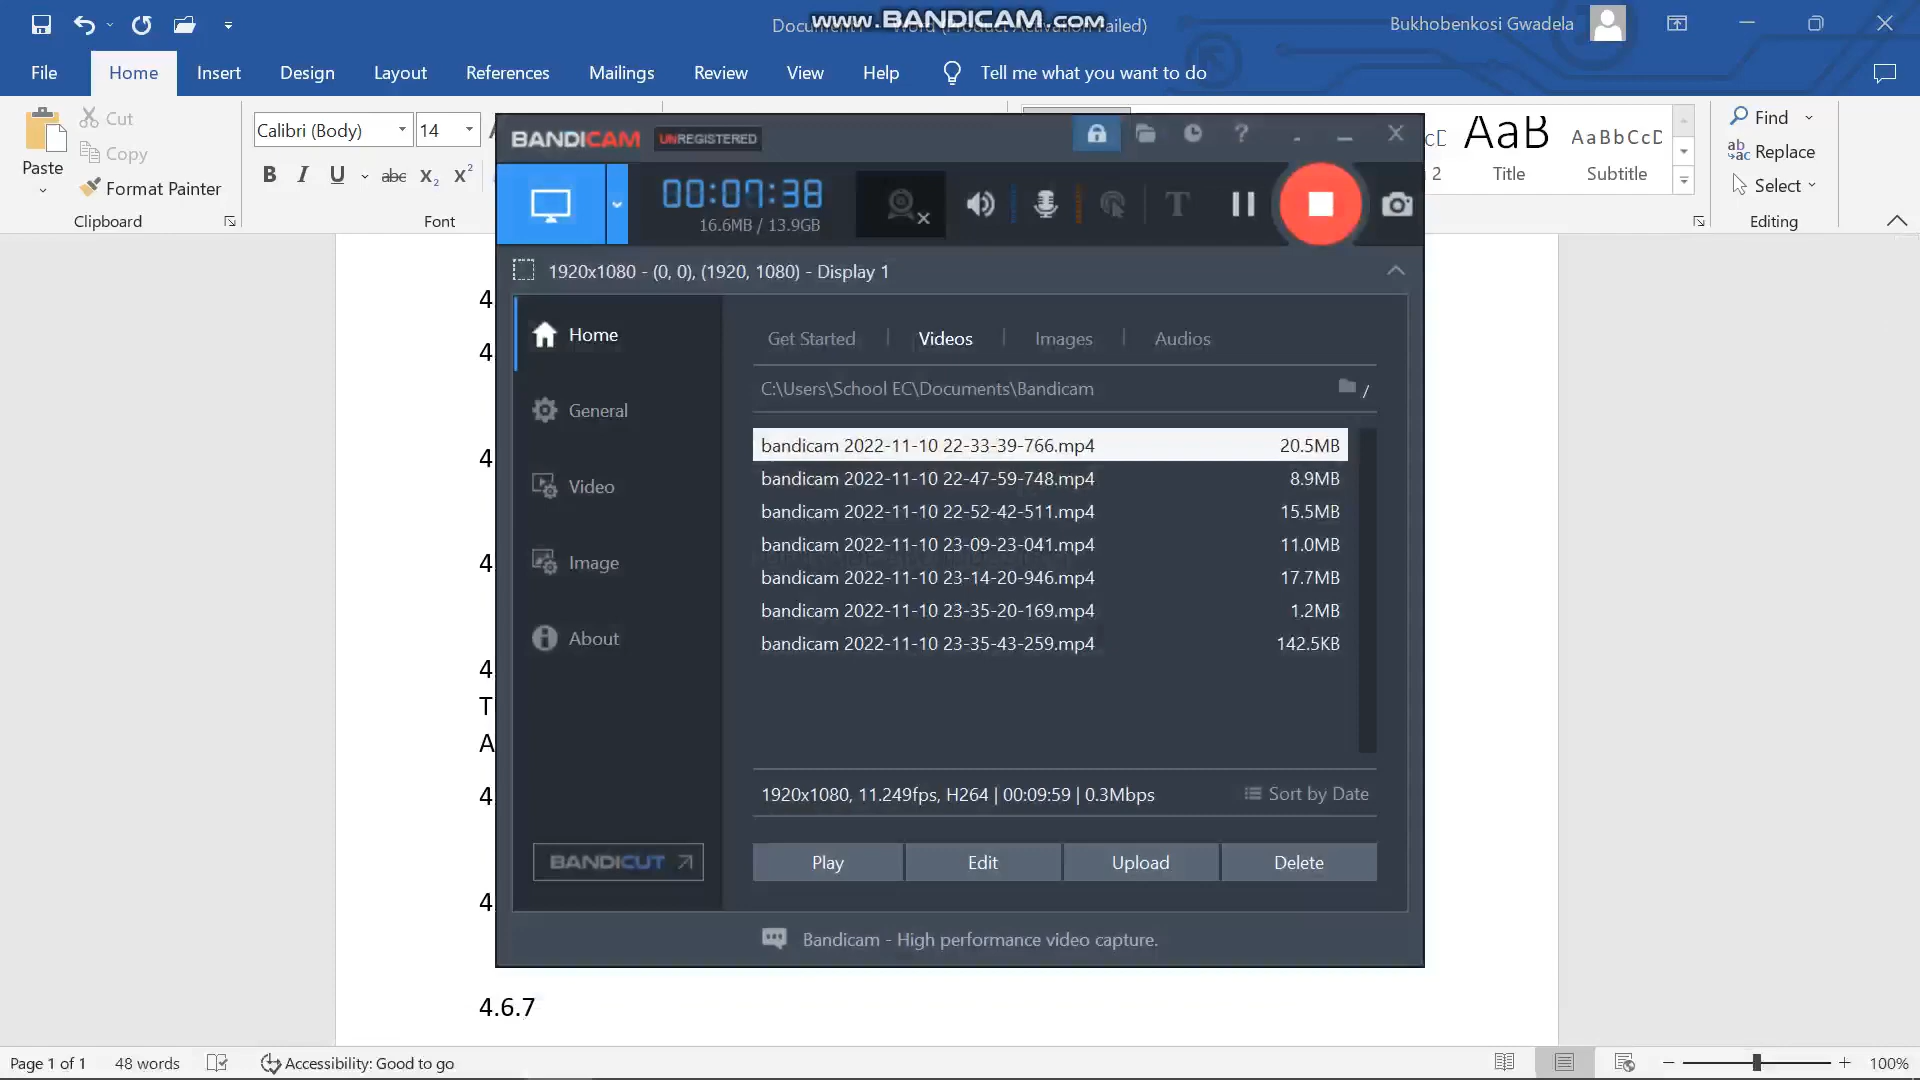 www.BANDICAM.com
Bukhobenkosi Gwadela
File Home Insert Design Layout References Mailings Review View Help Tell me what you want to do
Paste
Cut
Copy
Format Painter
Clipboard
Calibri (Body) 14
B I U abc X₂ X²
Font
AaB
Title
AaBbCcD
Subtitle
Find
Replace
Select
Editing
BANDICAM UNREGISTERED
00:07:38
16.6MB / 13.9GB
1920x1080 - (0, 0), (1920, 1080) - Display 1
Home
General
Video
Image
About
BANDICUT
Get Started Videos Images Audios
C:\Users\School EC\Documents\Bandicam
bandicam 2022-11-10 22-33-39-766.mp4 20.5MB
bandicam 2022-11-10 22-47-59-748.mp4 8.9MB
bandicam 2022-11-10 22-52-42-511.mp4 15.5MB
bandicam 2022-11-10 23-09-23-041.mp4 11.0MB
bandicam 2022-11-10 23-14-20-946.mp4 17.7MB
bandicam 2022-11-10 23-35-20-169.mp4 1.2MB
bandicam 2022-11-10 23-35-43-259.mp4 142.5KB
1920x1080, 11.249fps, H264 | 00:09:59 | 0.3Mbps Sort by Date
Play Edit Upload Delete
Bandicam - High performance video capture.
4.6.7
Page 1 of 1 48 words Accessibility: Good to go 100%